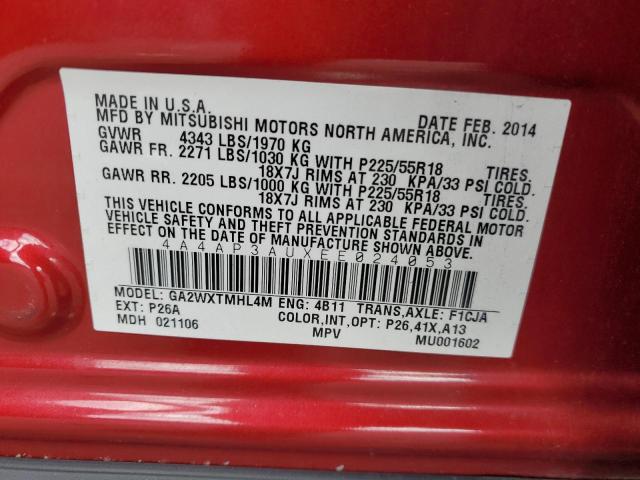 MADE IN U.S.A. DATE FEB. 2014
MFD BY MITSUBISHI MOTORS NORTH AMERICA, INC.
GVWR 4343 LBS/1970 KG
GAWR FR. 2271 LBS/1030 KG WITH P225/55R18 TIRES.
18X7J RIMS AT 230 KPA/33 PSI COLD.
GAWR RR. 2205 LBS/1000 KG WITH P225/55R18 TIRES.
18X7J RIMS AT 230 KPA/33 PSI COLD.
THIS VEHICLE CONFORMS TO ALL APPLICABLE FEDERAL MOTOR
VEHICLE SAFETY AND THEFT PREVENTION STANDARDS IN
EFFECT ON THE DATE OF MANUFACTURE SHOWN ABOVE.
4A4AP3AUXEE024053
MODEL: GA2WXTMHL4M ENG: 4B11 TRANS,AXLE: F1CJA
EXT: P26A COLOR,INT,OPT: P26,41X,A13
MDH 021106 MPV MU001602